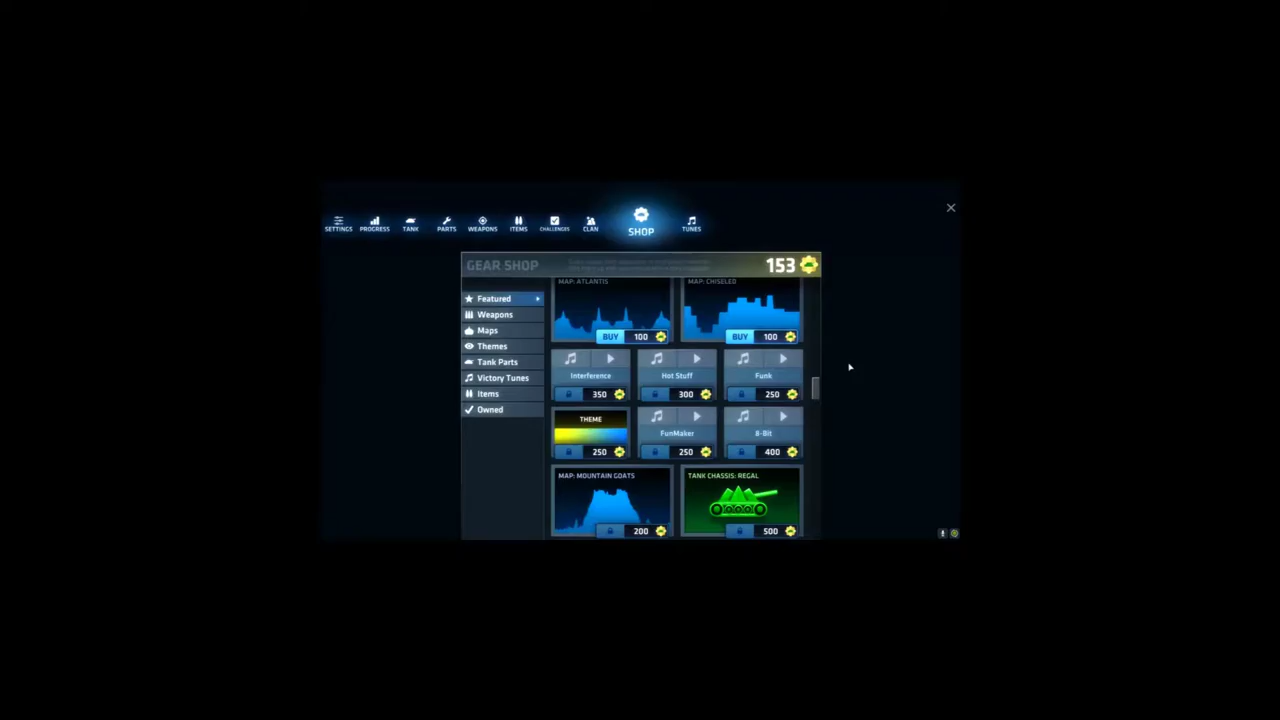 SHOP
SETTINGS PROGRESS TANK PARTS WEAPONS ITEMS CHALLENGES CLAN TUNES
GEAR SHOP
153
Featured
Weapons
Maps
Themes
Tank Parts
Victory Tunes
Items
Owned
MAP: ATLANTIS
BUY 100
MAP: CHISELED
BUY 100
Interference
350
Hot Stuff
300
Funk
250
THEME
250
FunMaker
250
8-Bit
400
MAP: MOUNTAIN GOATS
200
TANK CHASSIS: REGAL
500